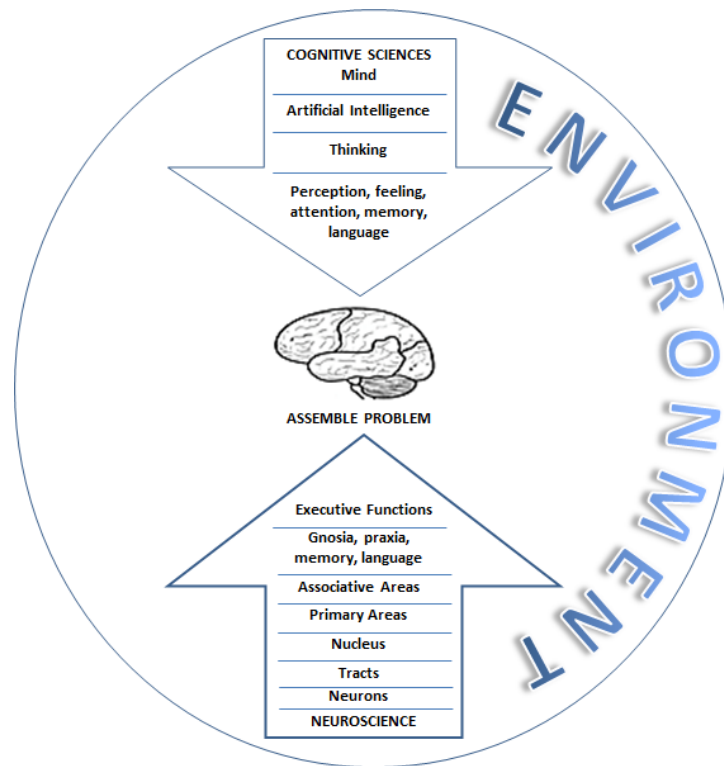 COGNITIVE SCIENCES
Mind
Artificial Intelligence
Thinking
Perception, feeling,
attention, memory,
language
ENVIRONMENT
ASSEMBLE PROBLEM
Executive Functions
Gnosia, praxia,
memory, language
Associative Areas
Primary Areas
Nucleus
Tracts
Neurons
NEUROSCIENCE